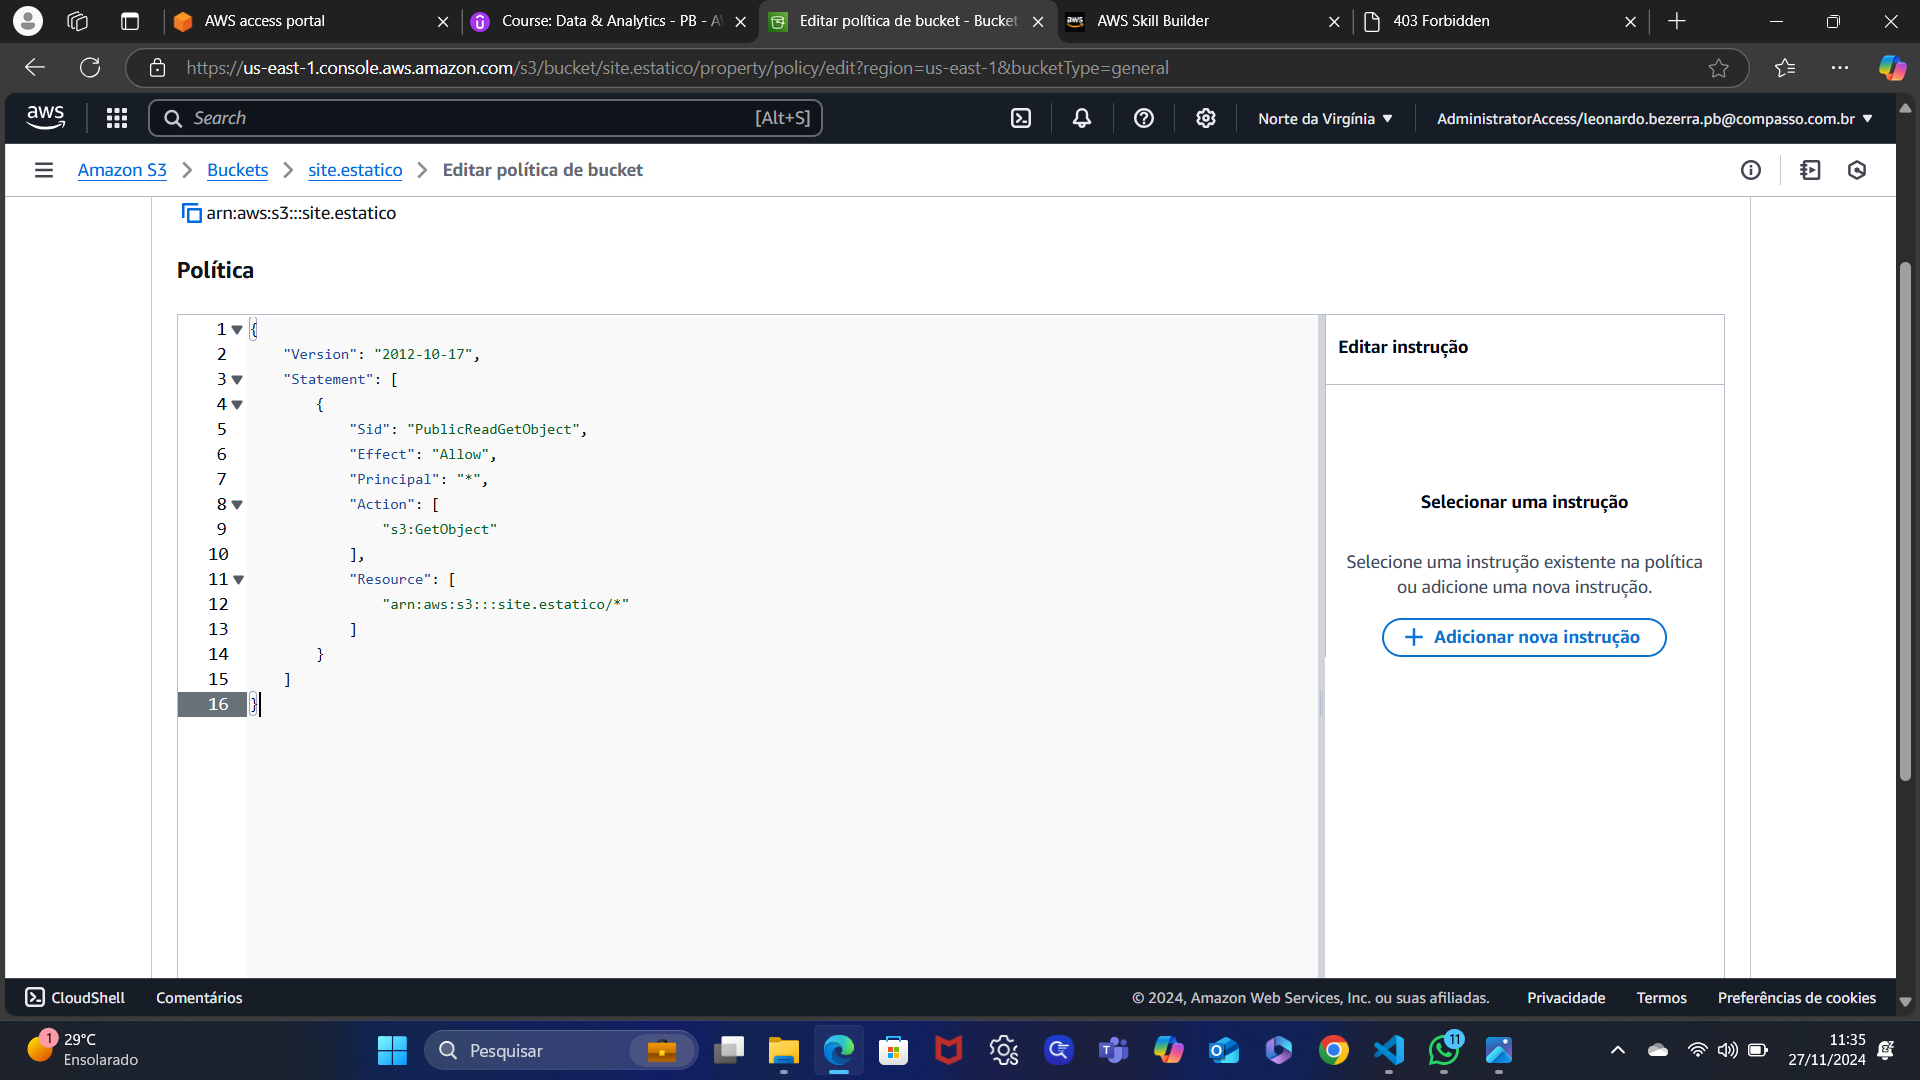 AWS access portal
Course: Data & Analytics - PB - A
Editar política de bucket - Bucket
AWS Skill Builder
403 Forbidden
https://us-east-1.console.aws.amazon.com/s3/bucket/site.estatico/property/policy/edit?region=us-east-1&bucketType=general
aws
Search
[Alt+S]
Norte da Virgínia
AdministratorAccess/leonardo.bezerra.pb@compasso.com.br
Amazon S3
Buckets
site.estatico
Editar política de bucket
arn:aws:s3:::site.estatico
Política
1 {
2 "Version": "2012-10-17",
3 "Statement": [
4 {
5 "Sid": "PublicReadGetObject",
6 "Effect": "Allow",
7 "Principal": "*",
8 "Action": [
9 "s3:GetObject"
10 ],
11 "Resource": [
12 "arn:aws:s3:::site.estatico/*"
13 ]
14 }
15 ]
16 }
Editar instrução
Selecionar uma instrução
Selecione uma instrução existente na política
ou adicione uma nova instrução.
Adicionar nova instrução
CloudShell
Comentários
© 2024, Amazon Web Services, Inc. ou suas afiliadas.
Privacidade
Termos
Preferências de cookies
1
29°C
Ensolarado
Pesquisar
11
11:35
27/11/2024